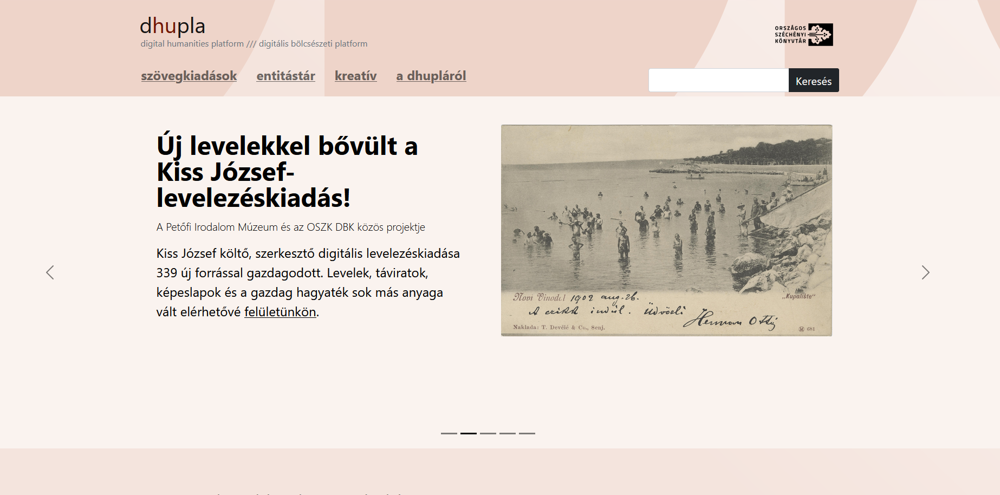 dhupla
digital humanities platform /// digitális bölcsészeti platform
ORSZÁGOS
SZÉCHÉNYI
KÖNYVTÁR
szövegkiadások entitástár kreatív a dhupláról
Keresés
Új levelekkel bővült a
Kiss József-
levelezéskiadás!
A Petőfi Irodalom Múzeum és az OSZK DBK közös projektje
Kiss József költő, szerkesztő digitális levelezéskiadása
339 új forrással gazdagodott. Levelek, táviratok,
képeslapok és a gazdag hagyaték sok más anyaga
vált elérhetővé felületünkön.
Novi Vinodol 1902 aug. 26. „Kupalište“
A czikk indúl. Üdvözli
Herman Ottó
Naklada: T. Devčić & Co., Senj. 681